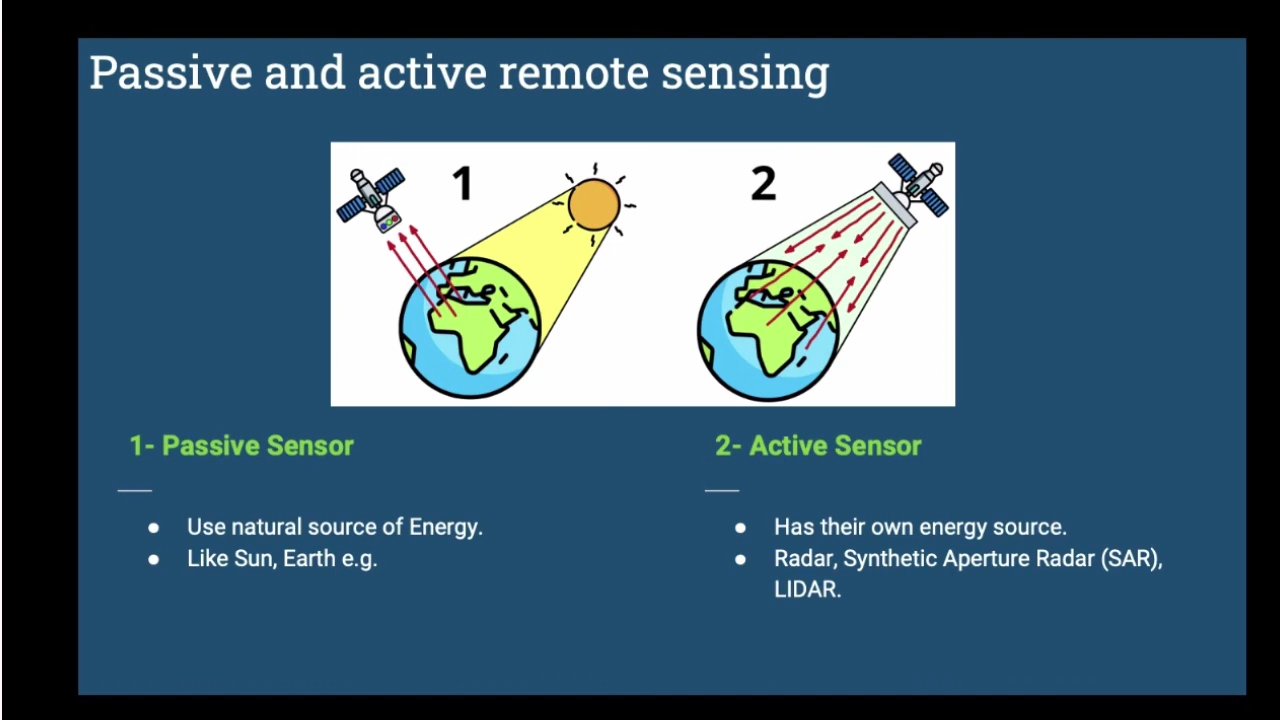 Passive and active remote sensing
1
2
1- Passive Sensor
● Use natural source of Energy.
● Like Sun, Earth e.g.
2- Active Sensor
● Has their own energy source.
● Radar, Synthetic Aperture Radar (SAR),
LIDAR.